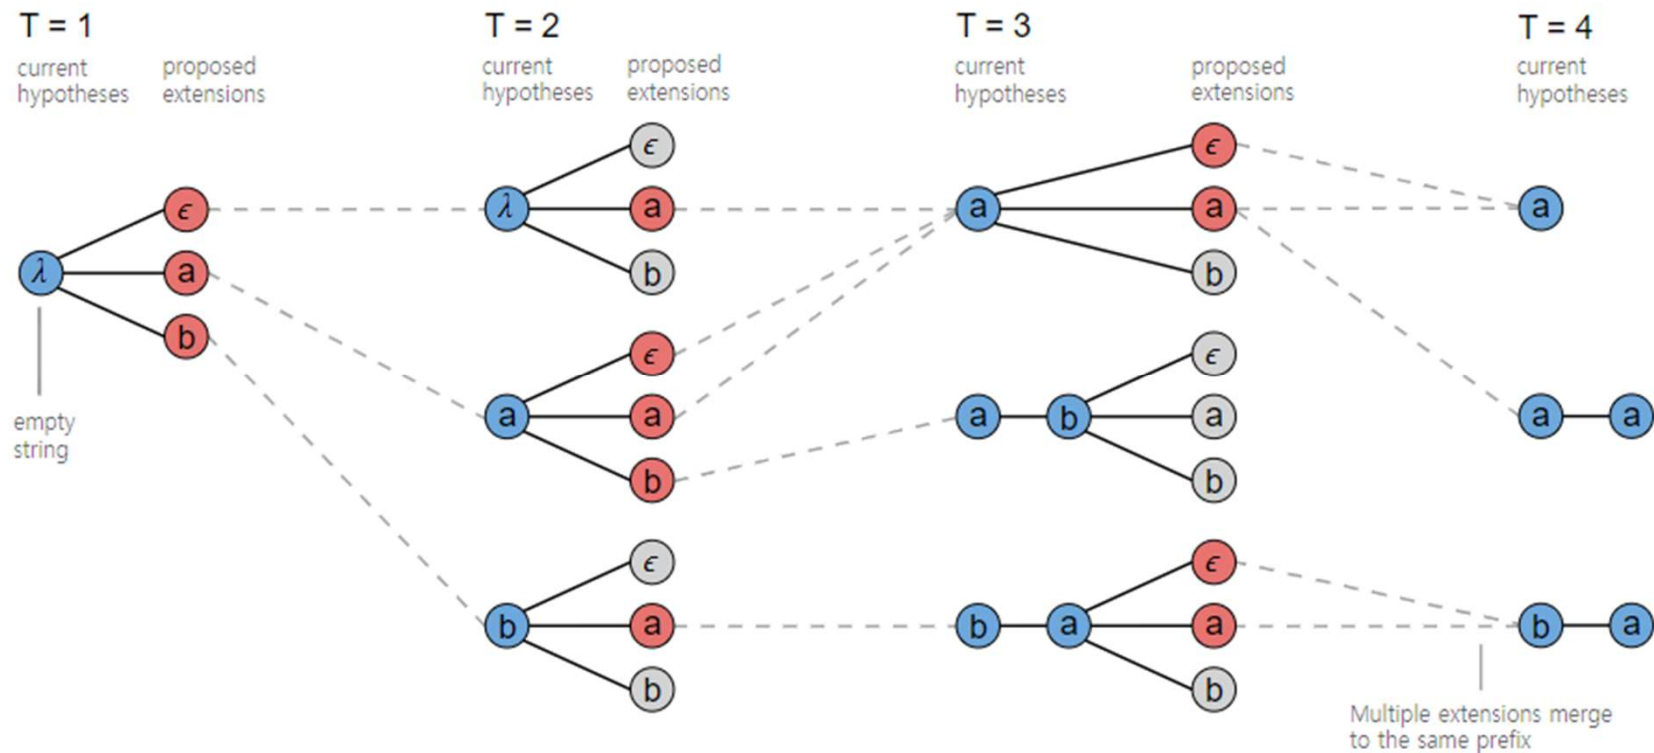 T = 1
T = 2
T = 3
T = 4
current
hypotheses
proposed
extensions
current
hypotheses
proposed
extensions
current
hypotheses
proposed
extensions
current
hypotheses
λ
ϵ
a
b
empty
string
λ
ϵ
a
b
a
ϵ
a
b
b
ϵ
a
b
a
ϵ
a
b
a b
ϵ
a
b
b a
ϵ
a
b
a
a a
b a
Multiple extensions merge
to the same prefix